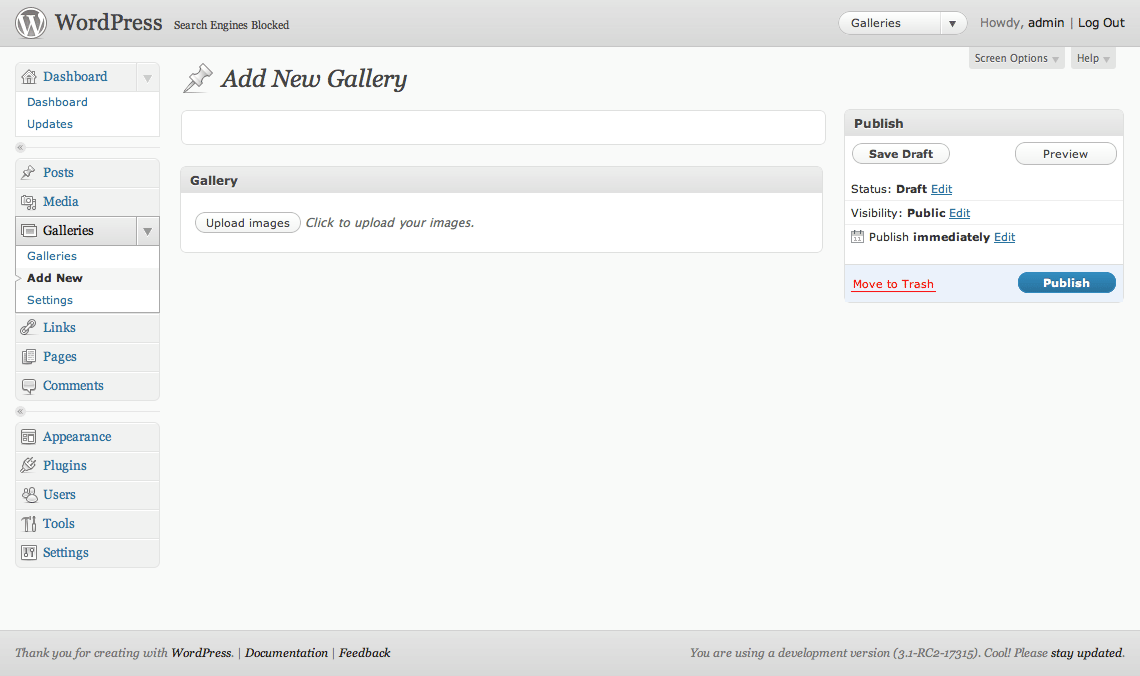 WordPress Search Engines Blocked
Galleries
Howdy, admin | Log Out
Screen Options
Help
Dashboard
Dashboard
Updates
Posts
Media
Galleries
Galleries
Add New
Settings
Links
Pages
Comments
Appearance
Plugins
Users
Tools
Settings
Add New Gallery
Gallery
Upload images Click to upload your images.
Publish
Save Draft
Preview
Status: Draft Edit
Visibility: Public Edit
11 Publish immediately Edit
Move to Trash
Publish
Thank you for creating with WordPress. | Documentation | Feedback
You are using a development version (3.1-RC2-17315). Cool! Please stay updated.